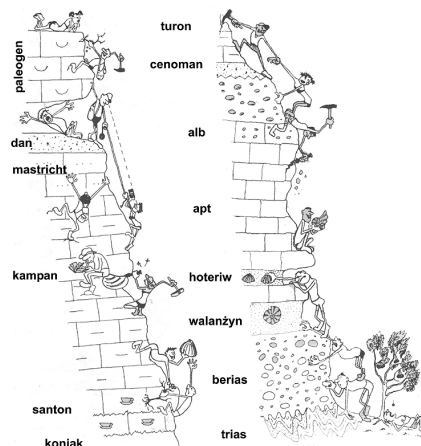 paleogen
dan
mastricht
kampan
santon
koniak
turon
cenoman
alb
apt
hoteriw
walanżyn
berias
trias